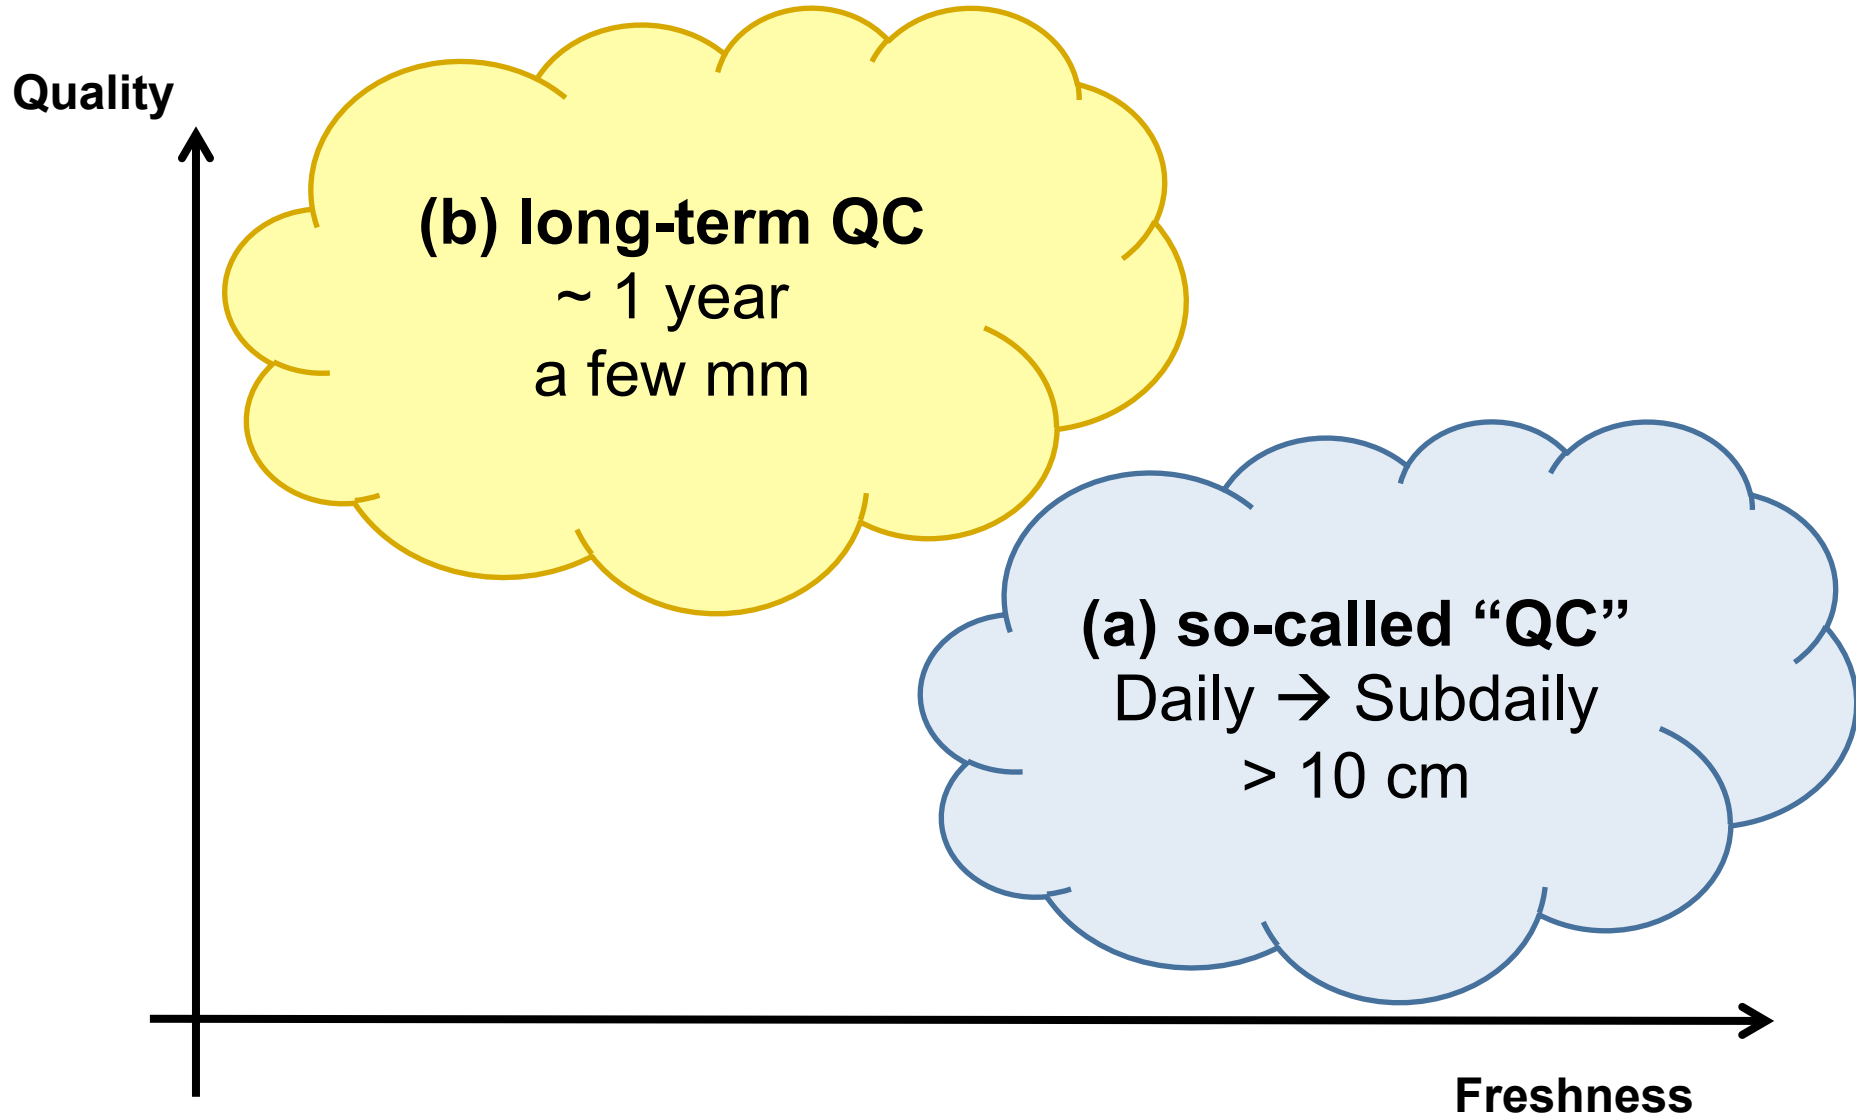 Quality
(b) long-term QC
~ 1 year
a few mm
(a) so-called “QC”
Daily → Subdaily
> 10 cm
Freshness